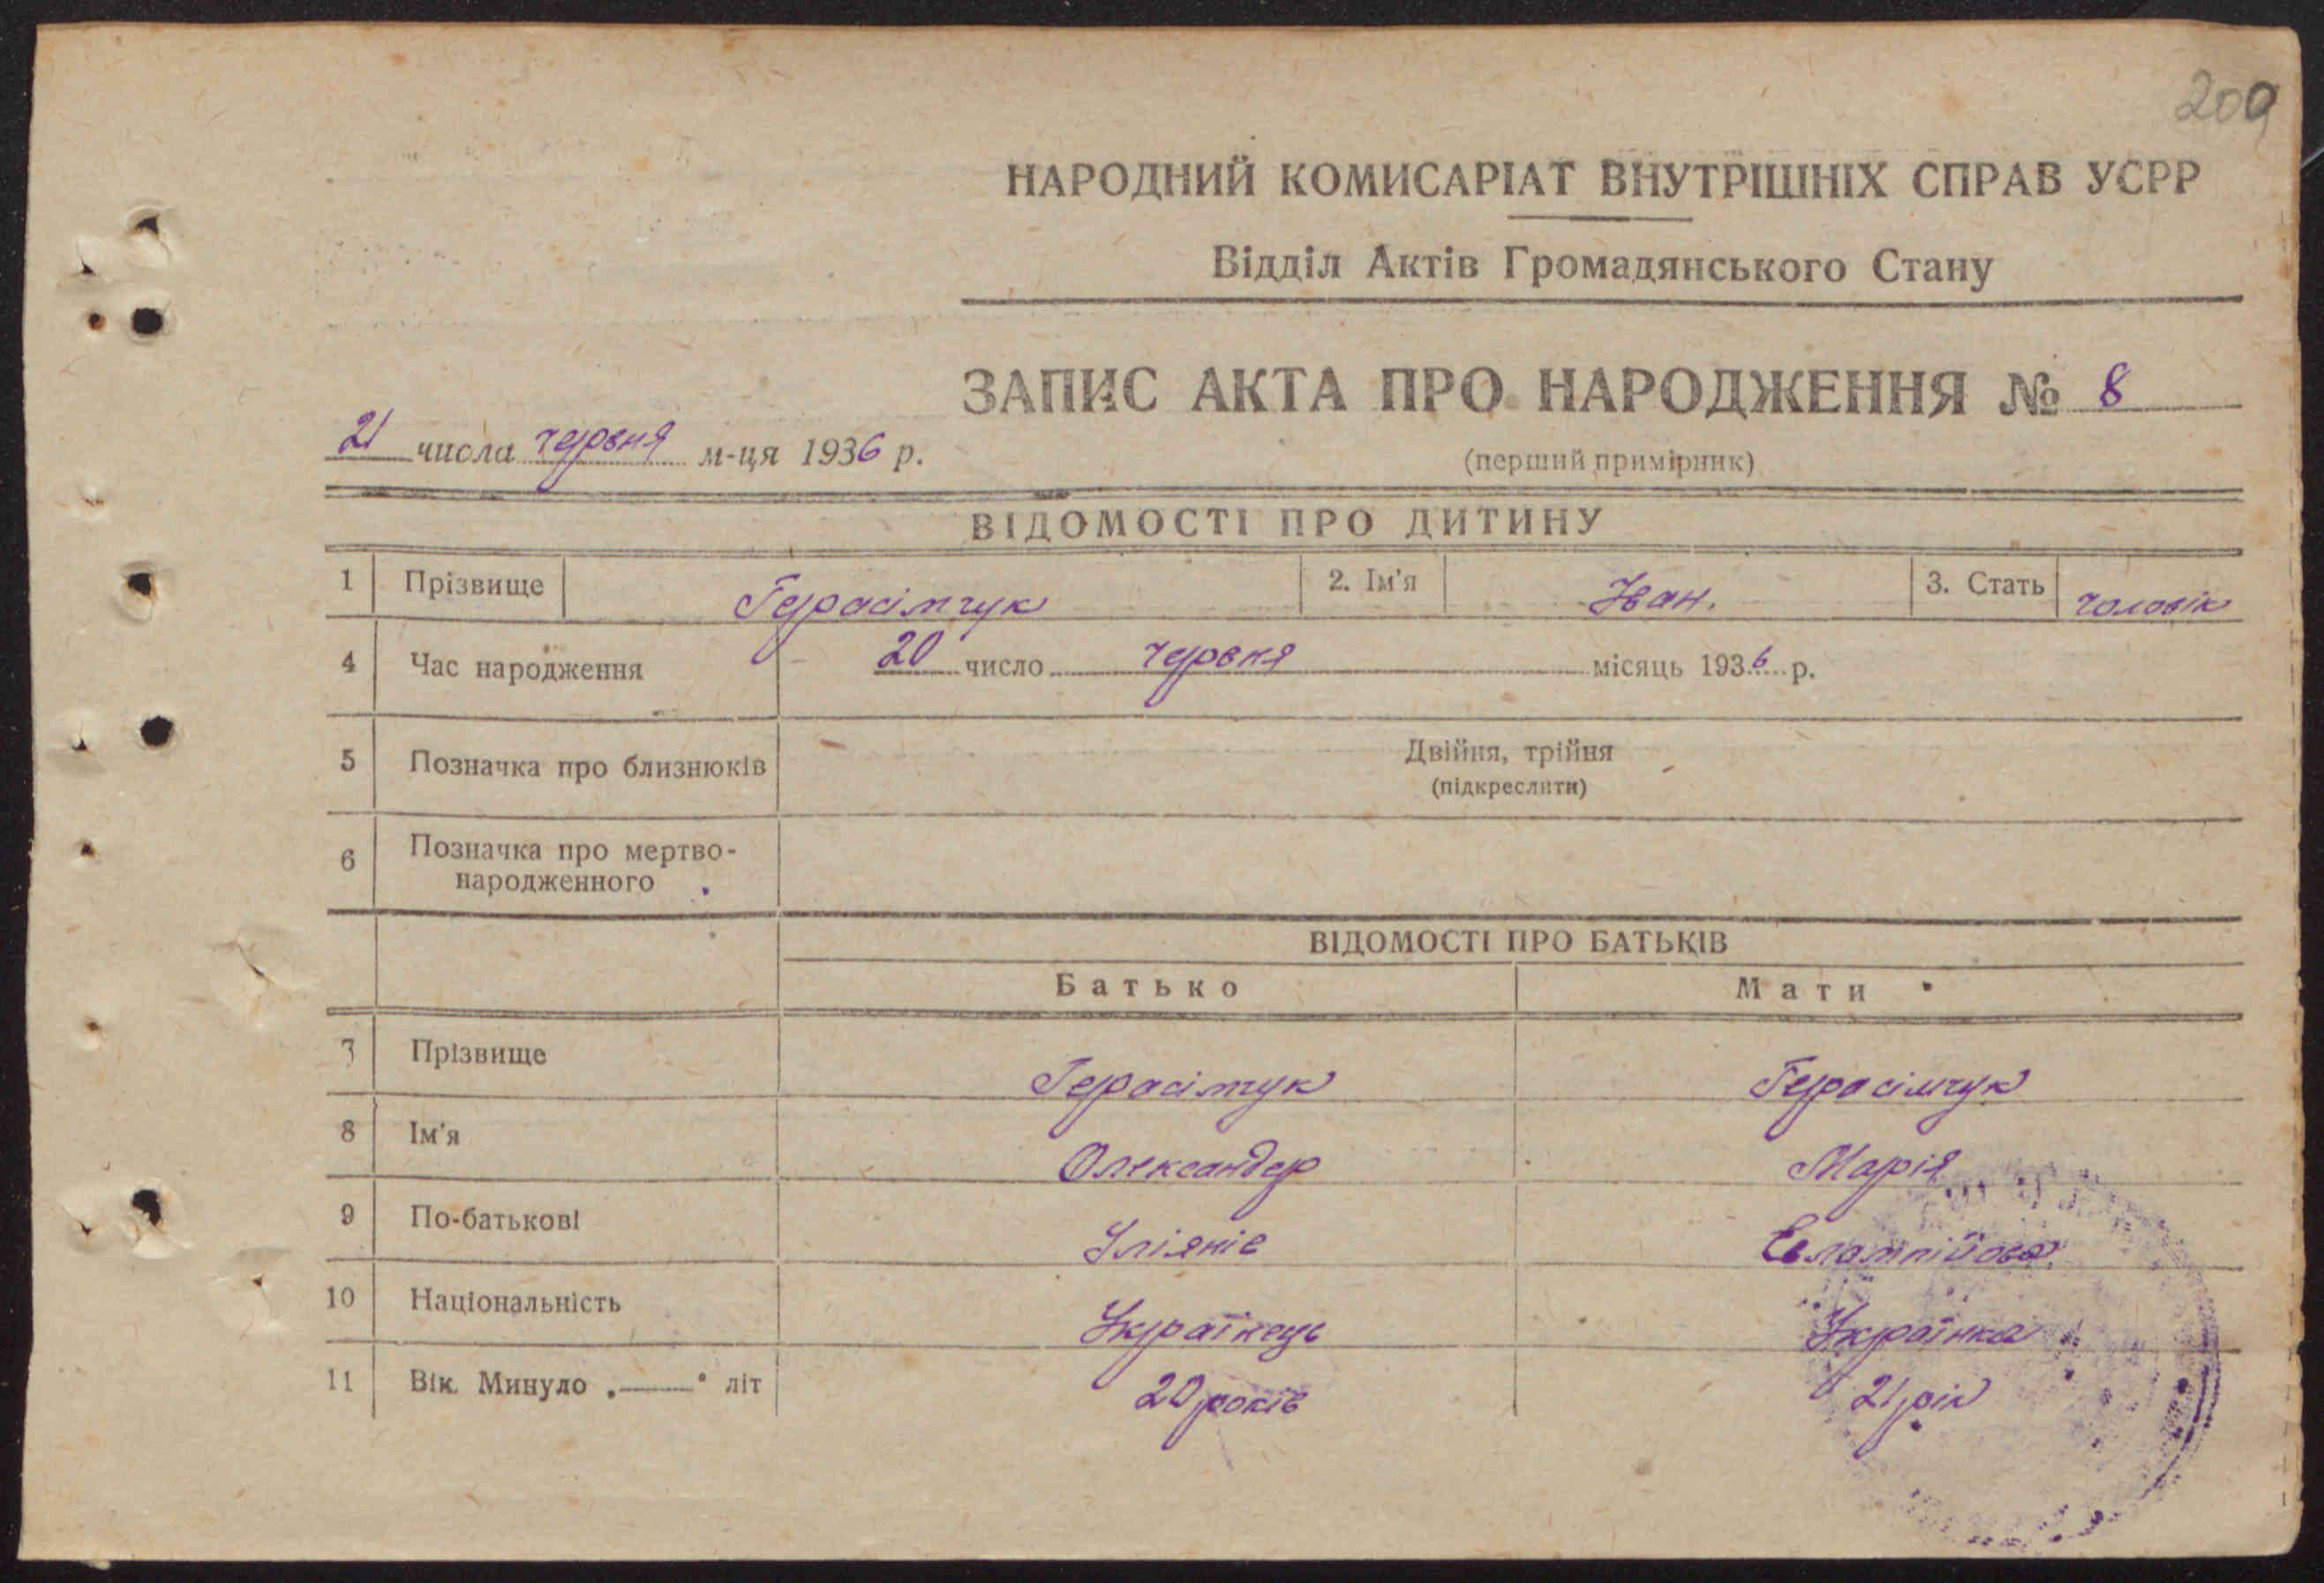 209
НАРОДНИЙ КОМИСАРІАТ ВНУТРІШНІХ СПРАВ УСРР
Відділ Актів Громадянського Стану
ЗАПИС АКТА ПРО НАРОДЖЕННЯ № 8
21 числа червня м-ця 1936 р.
(перший примірник)
ВІДОМОСТІ ПРО ДИТИНУ
1 Прізвище Герасімчук 2. Ім'я Іван. 3. Стать чоловік
4 Час народження 20 число червня місяць 1936 р.
5 Позначка про близнюків Двійня, трійня
(підкреслити)
6 Позначка про мертво-
народженного
ВІДОМОСТІ ПРО БАТЬКІВ
Батько Мати
7 Прізвище Герасімчук Герасімчук
8 Ім'я Олександер Марія
9 По-батькові Уліянів Евлампійова
10 Національність Українець Українка
11 Вік. Минуло „——" літ 20 років 21 рік